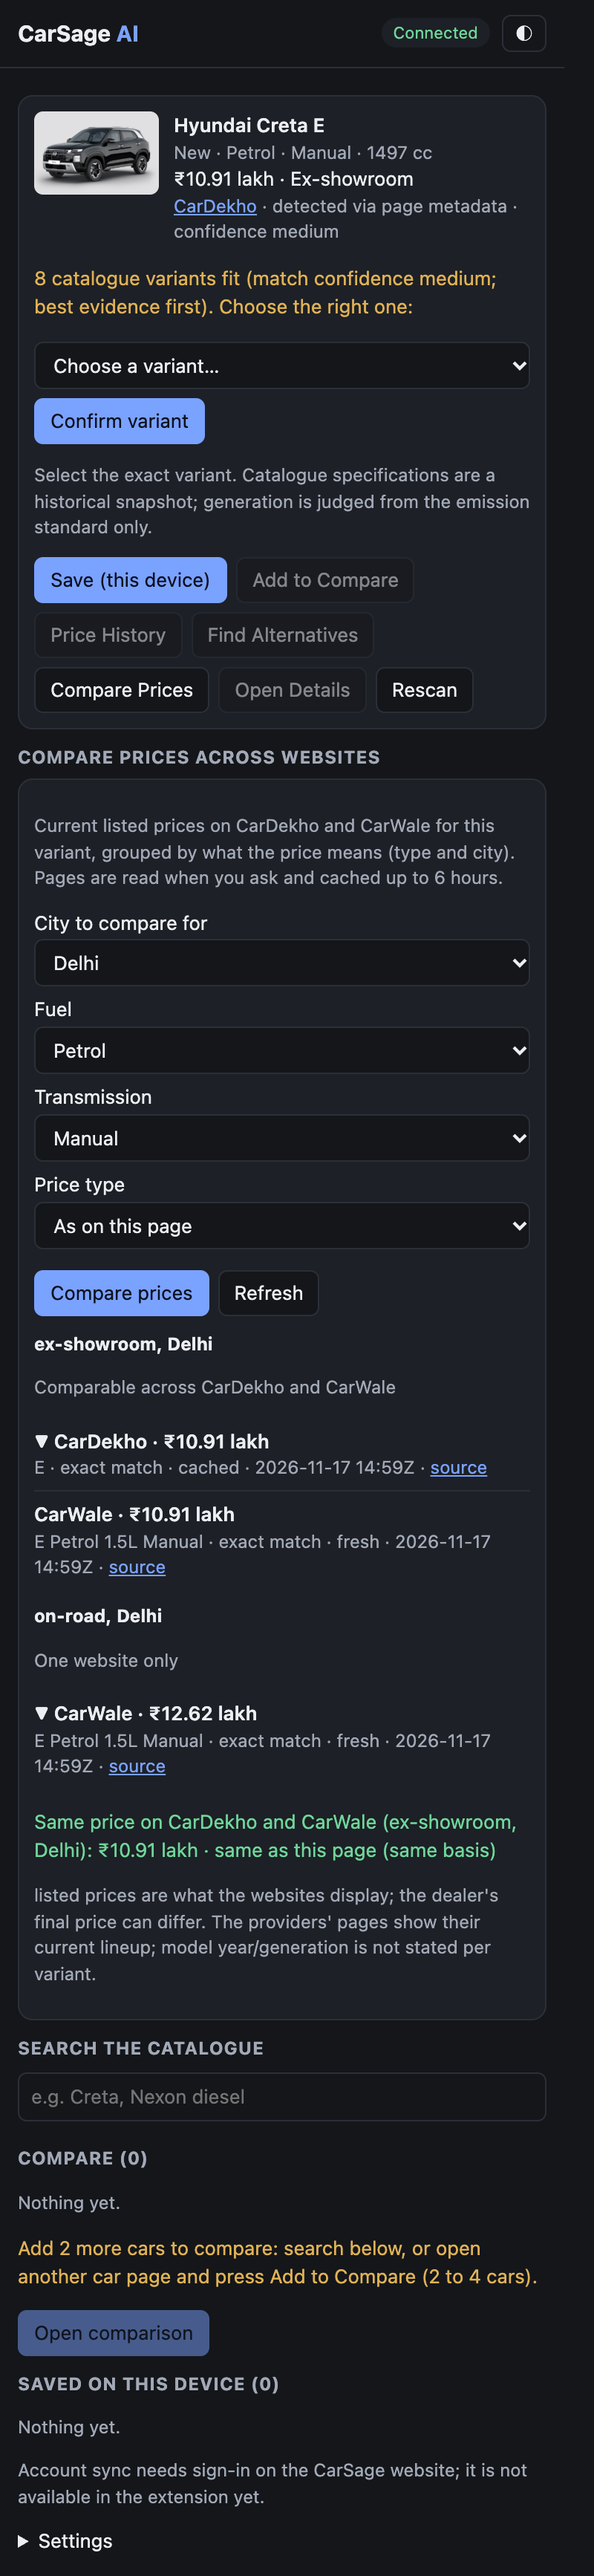 CarSage AI
Connected
Hyundai Creta E
New · Petrol · Manual · 1497 cc
₹10.91 lakh · Ex-showroom
CarDekho · detected via page metadata ·
confidence medium
8 catalogue variants fit (match confidence medium;
best evidence first). Choose the right one:
Choose a variant...
Confirm variant
Select the exact variant. Catalogue specifications are a
historical snapshot; generation is judged from the emission
standard only.
Save (this device)
Add to Compare
Price History
Find Alternatives
Compare Prices
Open Details
Rescan
COMPARE PRICES ACROSS WEBSITES
Current listed prices on CarDekho and CarWale for this
variant, grouped by what the price means (type and city).
Pages are read when you ask and cached up to 6 hours.
City to compare for
Delhi
Fuel
Petrol
Transmission
Manual
Price type
As on this page
Compare prices
Refresh
ex-showroom, Delhi
Comparable across CarDekho and CarWale
▼ CarDekho · ₹10.91 lakh
E · exact match · cached · 2026-11-17 14:59Z · source
CarWale · ₹10.91 lakh
E Petrol 1.5L Manual · exact match · fresh · 2026-11-17
14:59Z · source
on-road, Delhi
One website only
▼ CarWale · ₹12.62 lakh
E Petrol 1.5L Manual · exact match · fresh · 2026-11-17
14:59Z · source
Same price on CarDekho and CarWale (ex-showroom,
Delhi): ₹10.91 lakh · same as this page (same basis)
listed prices are what the websites display; the dealer's
final price can differ. The providers' pages show their
current lineup; model year/generation is not stated per
variant.
SEARCH THE CATALOGUE
e.g. Creta, Nexon diesel
COMPARE (0)
Nothing yet.
Add 2 more cars to compare: search below, or open
another car page and press Add to Compare (2 to 4 cars).
Open comparison
SAVED ON THIS DEVICE (0)
Nothing yet.
Account sync needs sign-in on the CarSage website; it is not
available in the extension yet.
▶ Settings